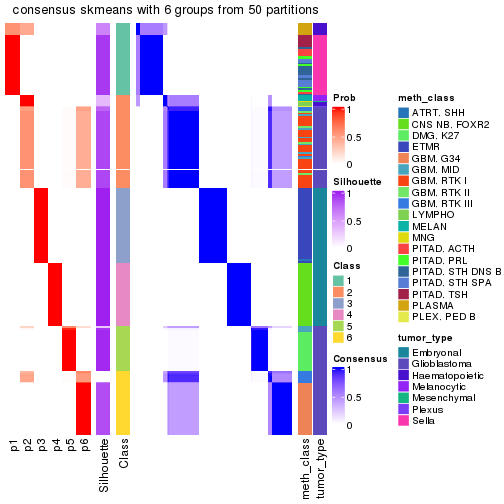 consensus skmeans with 6 groups from 50 partitions
p1
p2
p3
p4
p5
p6
Silhouette
Class
meth_class
tumor_type
Prob
1
0.5
0
Silhouette
1
0.5
0
Class
1
2
3
4
5
6
Consensus
1
0.5
0
meth_class
ATRT. SHH
CNS NB. FOXR2
DMG. K27
ETMR
GBM. G34
GBM. MID
GBM. RTK I
GBM. RTK II
GBM. RTK III
LYMPHO
MELAN
MNG
PITAD. ACTH
PITAD. PRL
PITAD. STH DNS B
PITAD. STH SPA
PITAD. TSH
PLASMA
PLEX. PED B
tumor_type
Embryonal
Glioblastoma
Haematopoietic
Melanocytic
Mesenchymal
Plexus
Sella